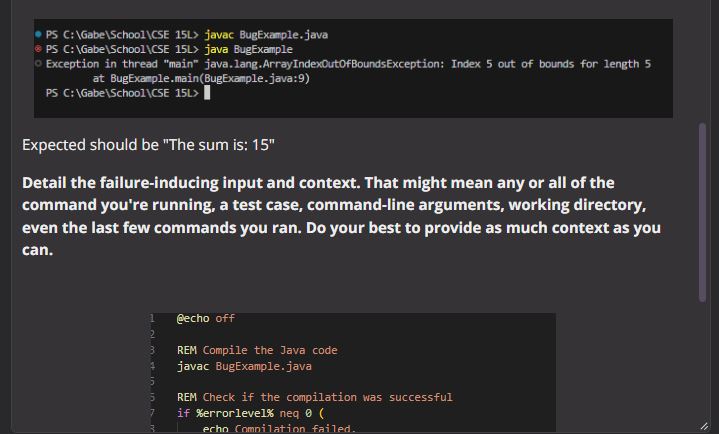 PS C:\Gabe\School\CSE 15L> javac BugExample.java
PS C:\Gabe\School\CSE 15L> java BugExample
Exception in thread "main" java.lang.ArrayIndexOutOfBoundsException: Index 5 out of bounds for length 5
at BugExample.main(BugExample.java:9)
PS C:\Gabe\School\CSE 15L>
Expected should be "The sum is: 15"
Detail the failure-inducing input and context. That might mean any or all of the
command you're running, a test case, command-line arguments, working directory,
even the last few commands you ran. Do your best to provide as much context as you
can.
1 @echo off
2
3 REM Compile the Java code
4 javac BugExample.java
5
6 REM Check if the compilation was successful
7 if %errorlevel% neq 0 (
8 echo Compilation failed.